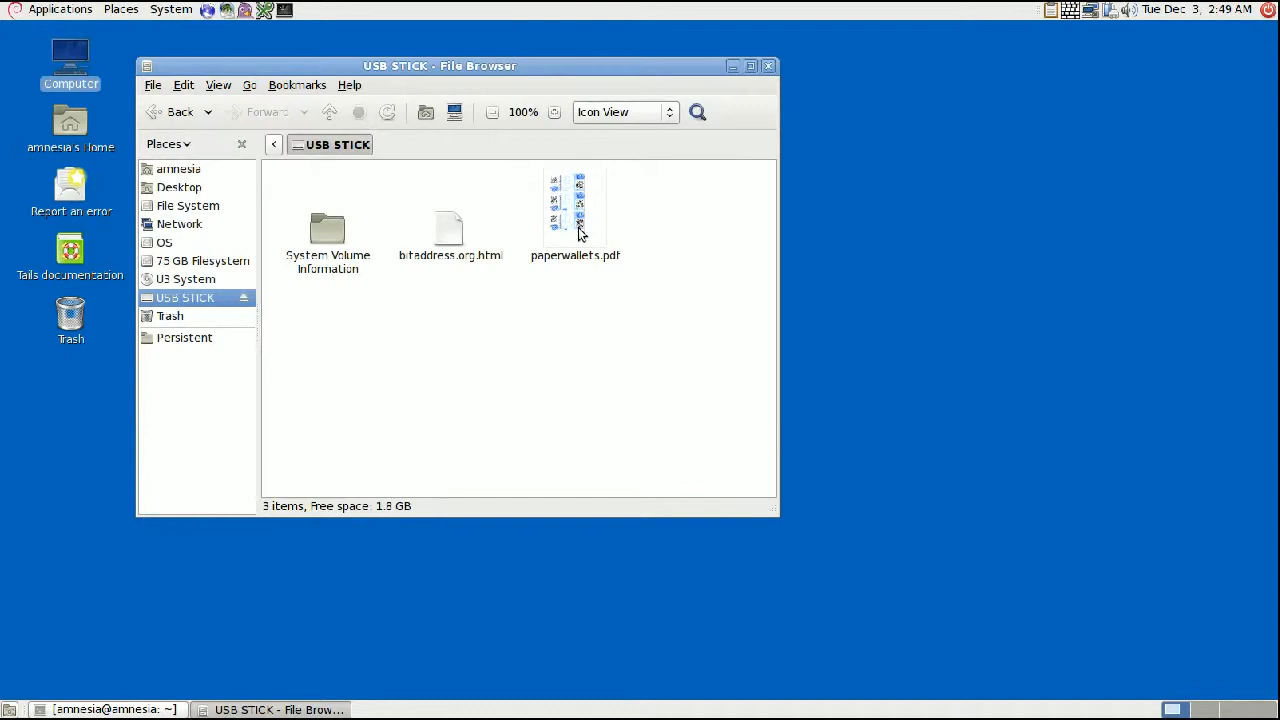 Applications Places System Tue Dec 3, 2:49 AM
Computer
amnesia's Home
Report an error
Tails documentation
Trash
USB STICK - File Browser
File Edit View Go Bookmarks Help
Back Forward 100% Icon View
Places USB STICK
amnesia
Desktop
File System
Network
OS
75 GB Filesystem
U3 System
USB STICK
Trash
Persistent
System Volume
Information
bitaddress.org.html
paperwallets.pdf
3 items, Free space: 1.8 GB
[amnesia@amnesia: ~] USB STICK - File Brow...